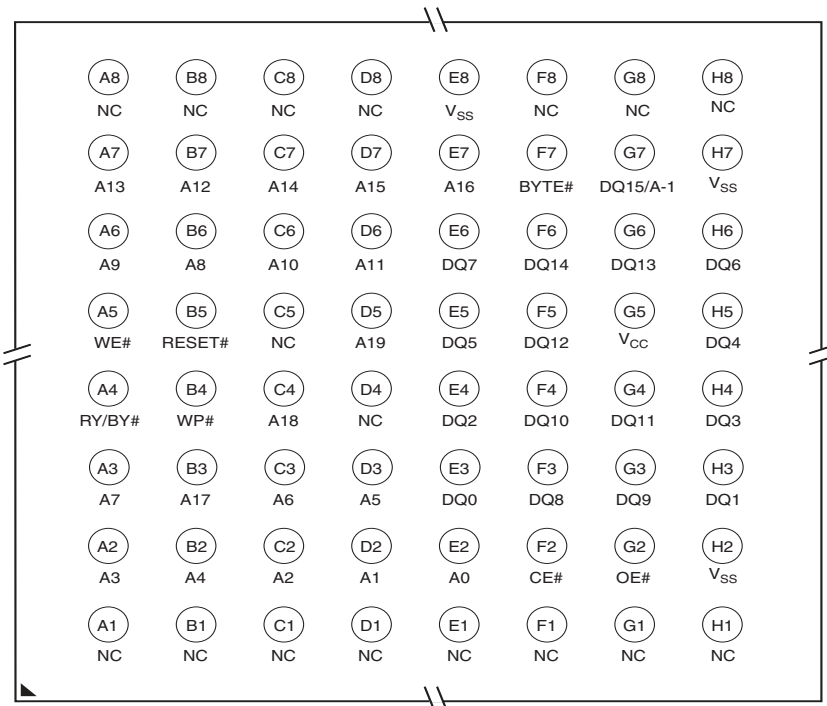 A8 B8 C8 D8 E8 F8 G8 H8
NC NC NC NC VSS NC NC NC
A7 B7 C7 D7 E7 F7 G7 H7
A13 A12 A14 A15 A16 BYTE# DQ15/A-1 VSS
A6 B6 C6 D6 E6 F6 G6 H6
A9 A8 A10 A11 DQ7 DQ14 DQ13 DQ6
A5 B5 C5 D5 E5 F5 G5 H5
WE# RESET# NC A19 DQ5 DQ12 VCC DQ4
A4 B4 C4 D4 E4 F4 G4 H4
RY/BY# WP# A18 NC DQ2 DQ10 DQ11 DQ3
A3 B3 C3 D3 E3 F3 G3 H3
A7 A17 A6 A5 DQ0 DQ8 DQ9 DQ1
A2 B2 C2 D2 E2 F2 G2 H2
A3 A4 A2 A1 A0 CE# OE# VSS
A1 B1 C1 D1 E1 F1 G1 H1
NC NC NC NC NC NC NC NC